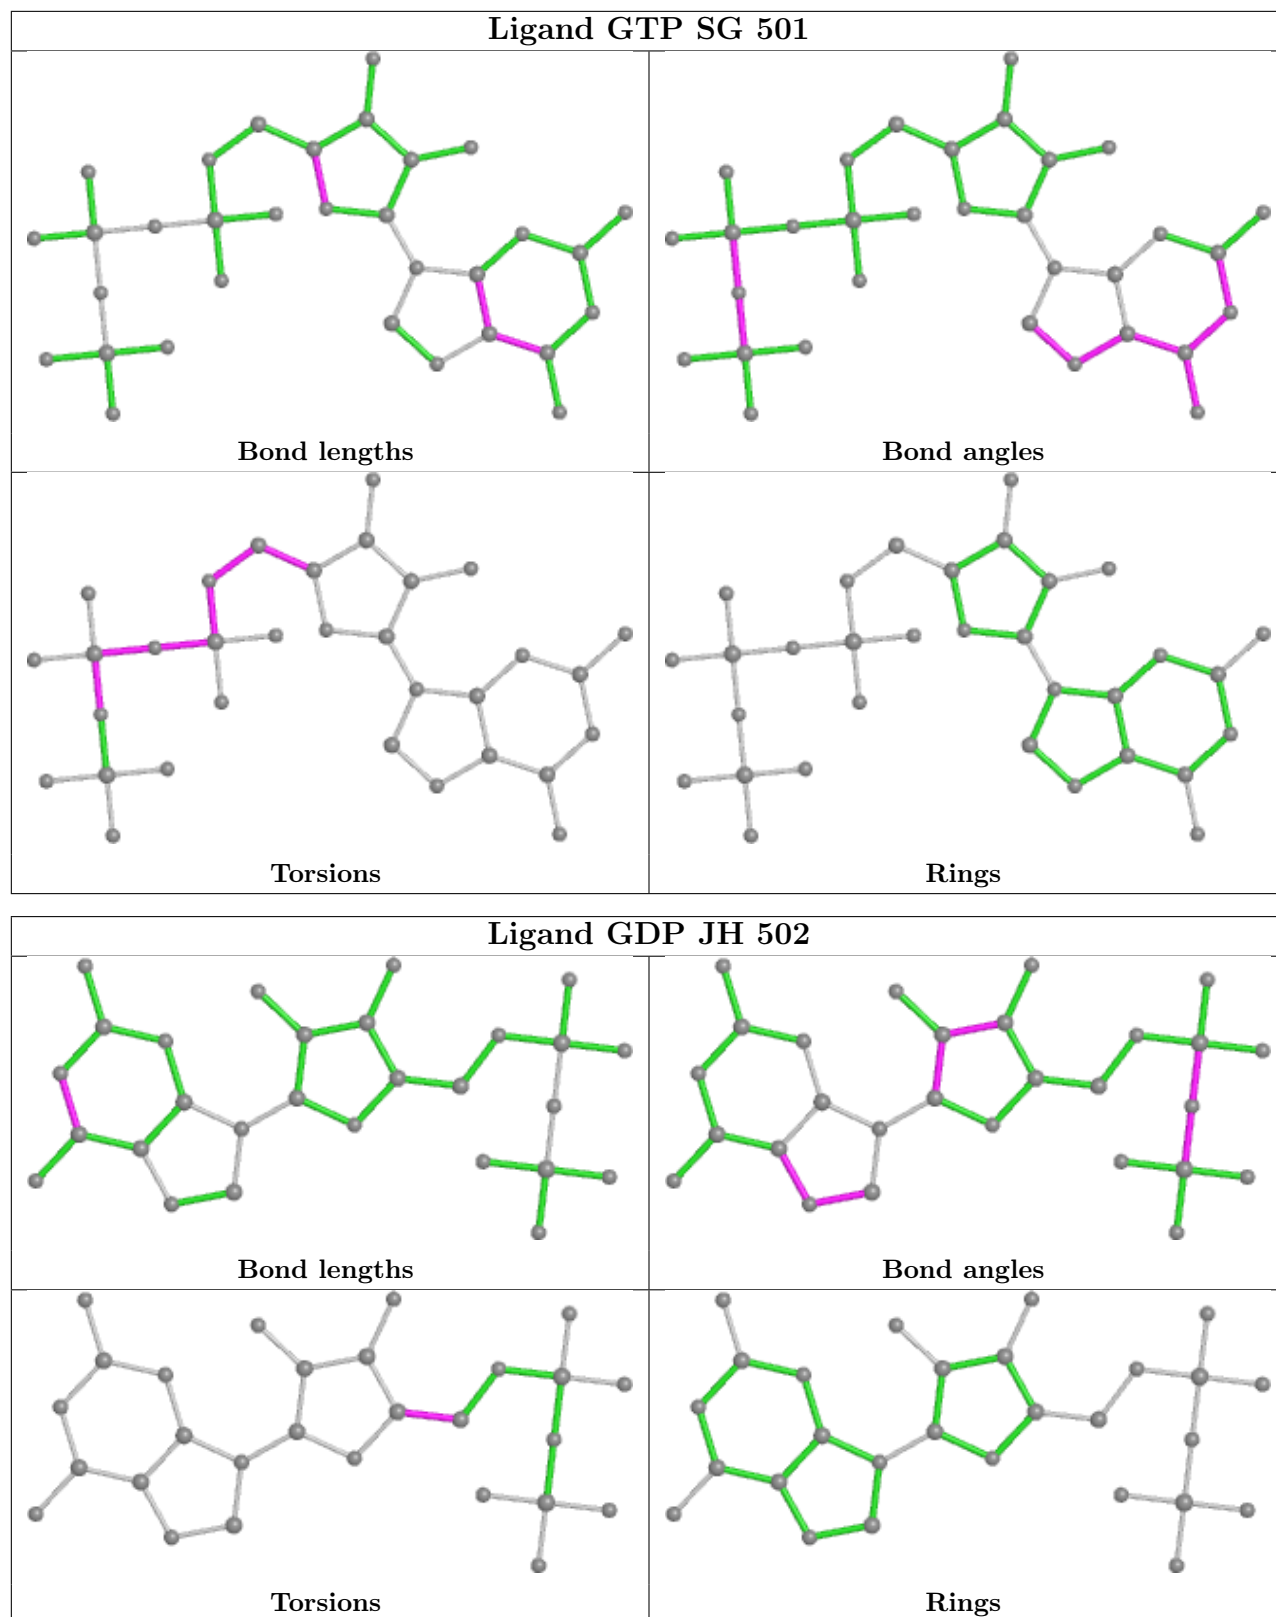 Ligand GTP SG 501
Bond lengths
Bond angles
Torsions
Rings
Ligand GDP JH 502
Bond lengths
Bond angles
Torsions
Rings